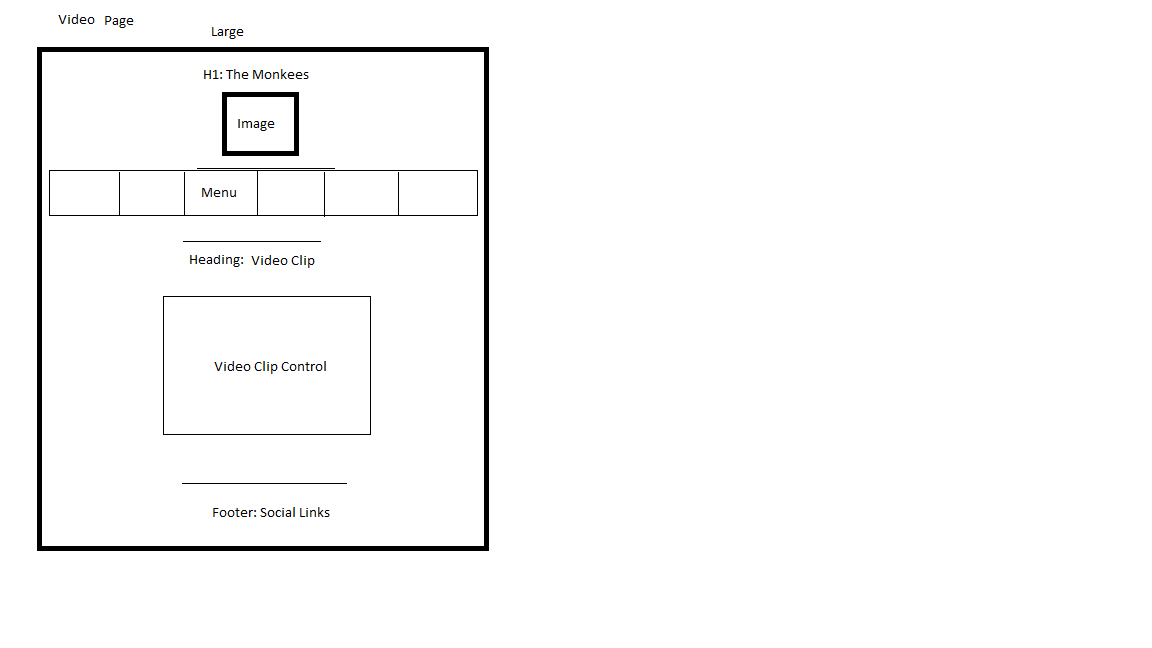 Video Page
Large
H1: The Monkees
Image
Menu
Heading: Video Clip
Video Clip Control
Footer: Social Links